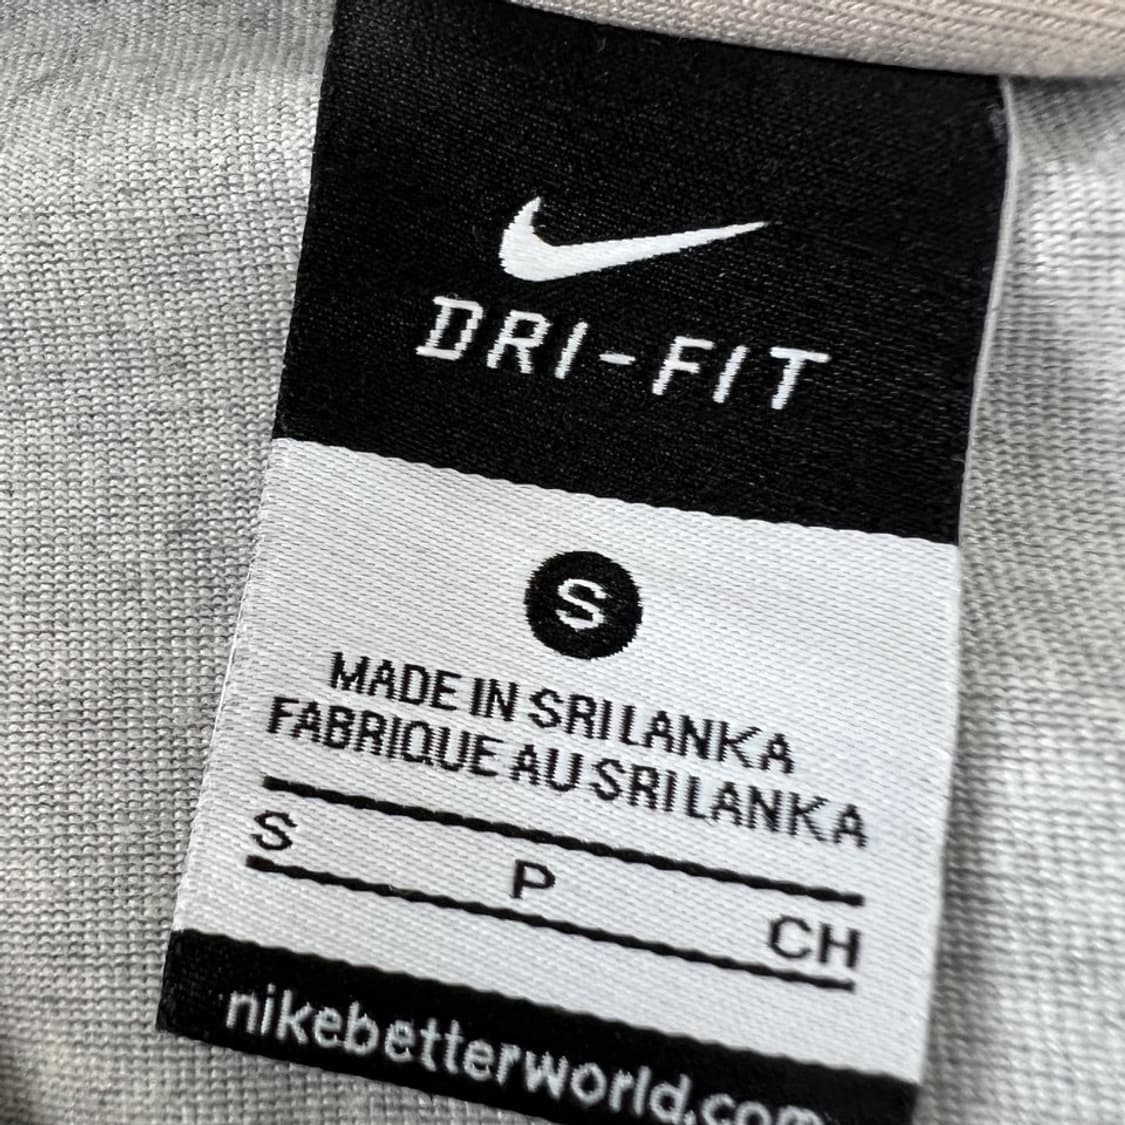 DRI-FIT
S
MADE IN SRI LANKA
FABRIQUE AU SRI LANKA
S P CH
nikebetterworld.com